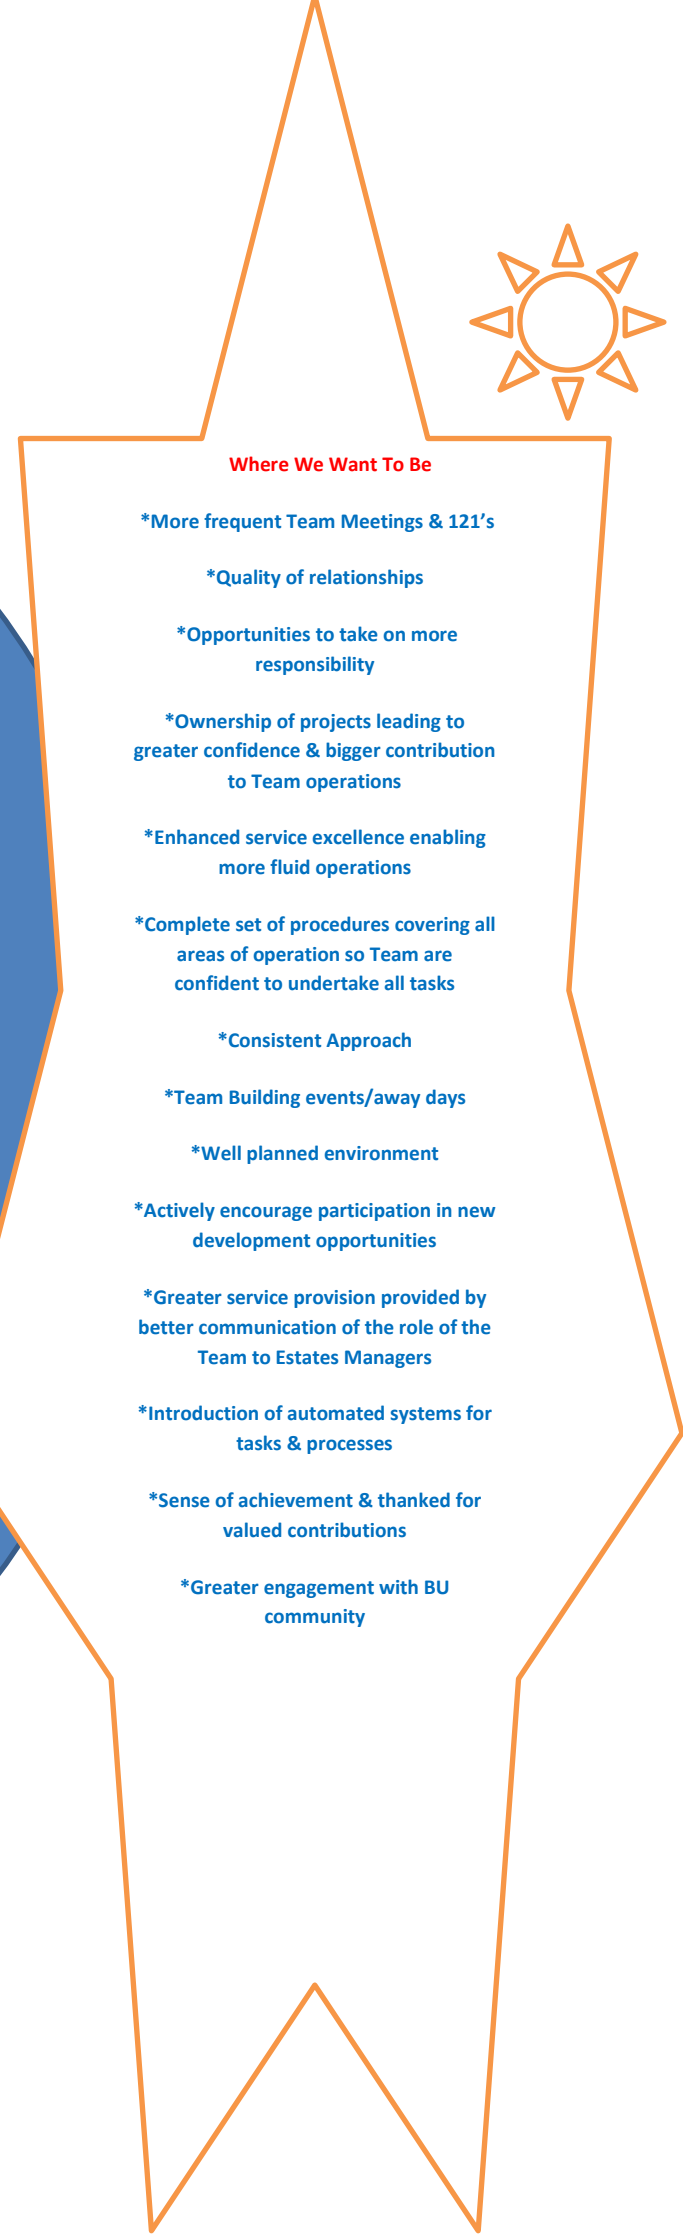 Where We Want To Be
*More frequent Team Meetings & 121’s
*Quality of relationships
*Opportunities to take on more
responsibility
*Ownership of projects leading to
greater confidence & bigger contribution
to Team operations
*Enhanced service excellence enabling
more fluid operations
*Complete set of procedures covering all
areas of operation so Team are
confident to undertake all tasks
*Consistent Approach
*Team Building events/away days
*Well planned environment
*Actively encourage participation in new
development opportunities
*Greater service provision provided by
better communication of the role of the
Team to Estates Managers
*Introduction of automated systems for
tasks & processes
*Sense of achievement & thanked for
valued contributions
*Greater engagement with BU
community